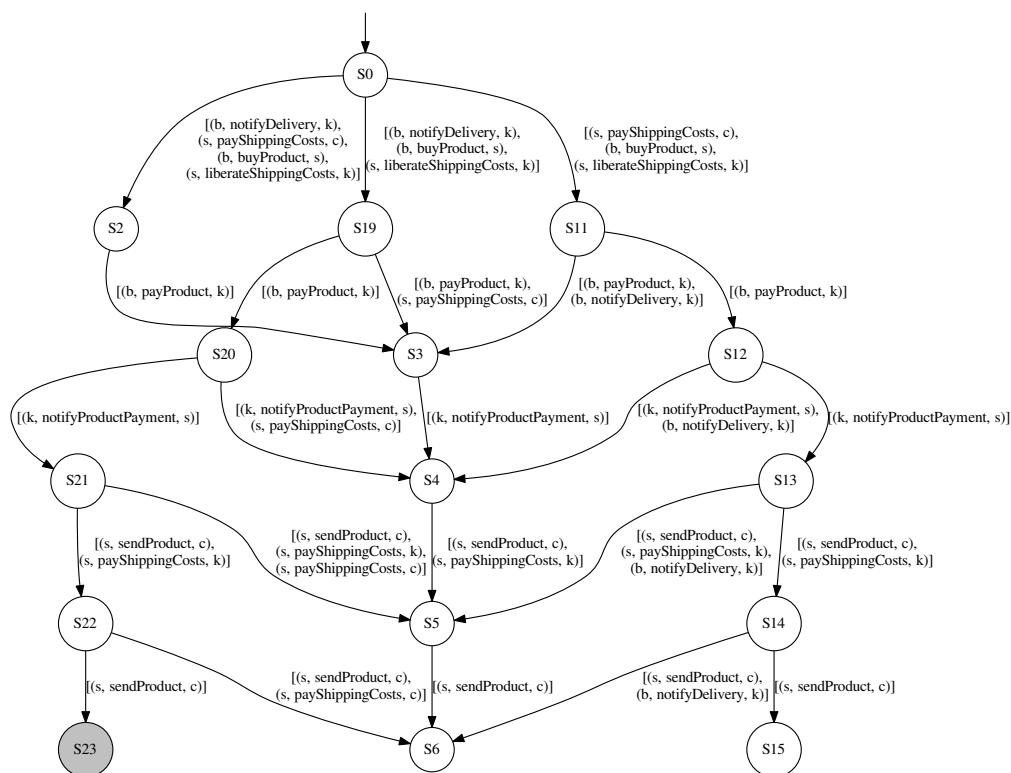 S0
[(b, notifyDelivery, k),
(s, payShippingCosts, c),
(b, buyProduct, s),
(s, liberateShippingCosts, k)]
[(b, notifyDelivery, k),
(b, buyProduct, s),
(s, liberateShippingCosts, k)]
[(s, payShippingCosts, c),
(b, buyProduct, s),
(s, liberateShippingCosts, k)]
S2
S19
S11
[(b, payProduct, k)]
[(b, payProduct, k)]
[(b, payProduct, k),
(s, payShippingCosts, c)]
[(b, payProduct, k),
(b, notifyDelivery, k)]
[(b, payProduct, k)]
S20
S3
S12
[(k, notifyProductPayment, s)]
[(k, notifyProductPayment, s),
(s, payShippingCosts, c)]
[(k, notifyProductPayment, s)]
[(k, notifyProductPayment, s),
(b, notifyDelivery, k)]
[(k, notifyProductPayment, s)]
S21
S4
S13
[(s, sendProduct, c),
(s, payShippingCosts, k)]
[(s, sendProduct, c),
(s, payShippingCosts, k),
(s, payShippingCosts, c)]
[(s, sendProduct, c),
(s, payShippingCosts, k)]
[(s, sendProduct, c),
(s, payShippingCosts, k),
(b, notifyDelivery, k)]
[(s, sendProduct, c),
(s, payShippingCosts, k)]
S22
S5
S14
[(s, sendProduct, c)]
[(s, sendProduct, c),
(s, payShippingCosts, c)]
[(s, sendProduct, c)]
[(s, sendProduct, c),
(b, notifyDelivery, k)]
[(s, sendProduct, c)]
S23
S6
S15